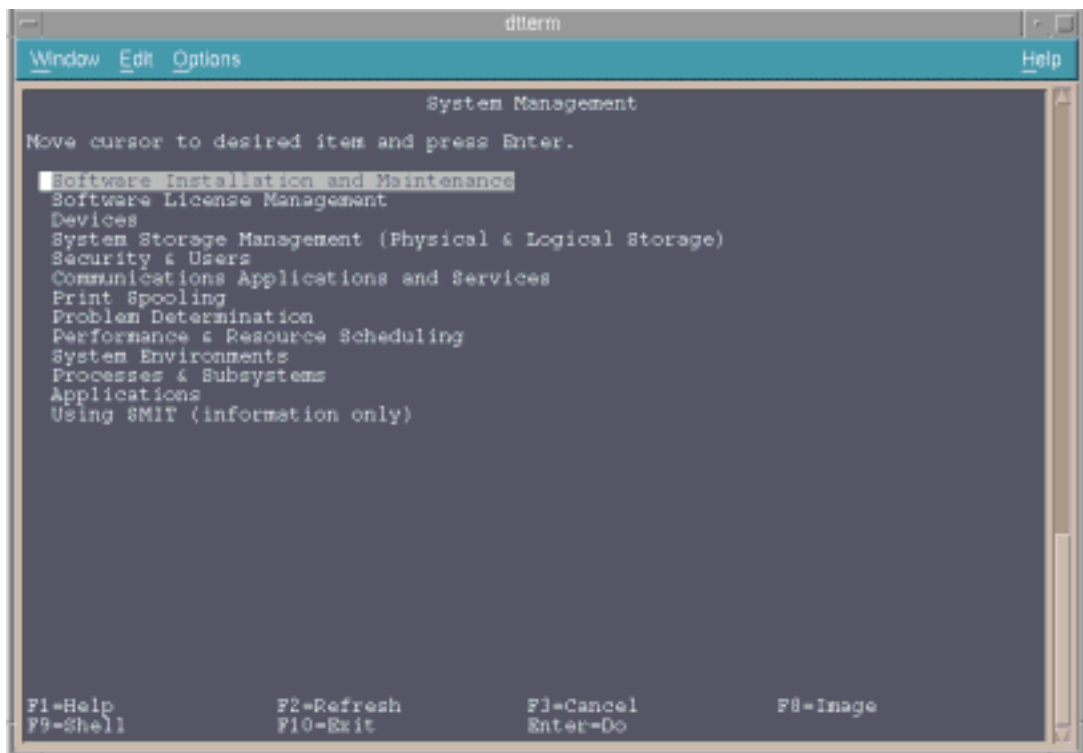 dtterm
Window Edit Options Help
System Management
Move cursor to desired item and press Enter.
Software Installation and Maintenance
Software License Management
Devices
System Storage Management (Physical & Logical Storage)
Security & Users
Communications Applications and Services
Print Spooling
Problem Determination
Performance & Resource Scheduling
System Environments
Processes & Subsystems
Applications
Using SMIT (information only)
F1=Help F2=Refresh F3=Cancel F8=Image
F9=Shell F10=Exit Enter=Do